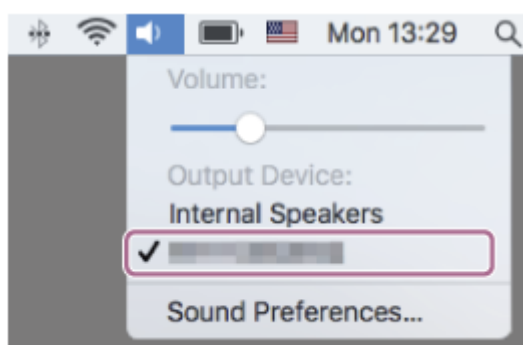 Mon 13:29
Volume:
Output Device:
Internal Speakers
Sound Preferences...